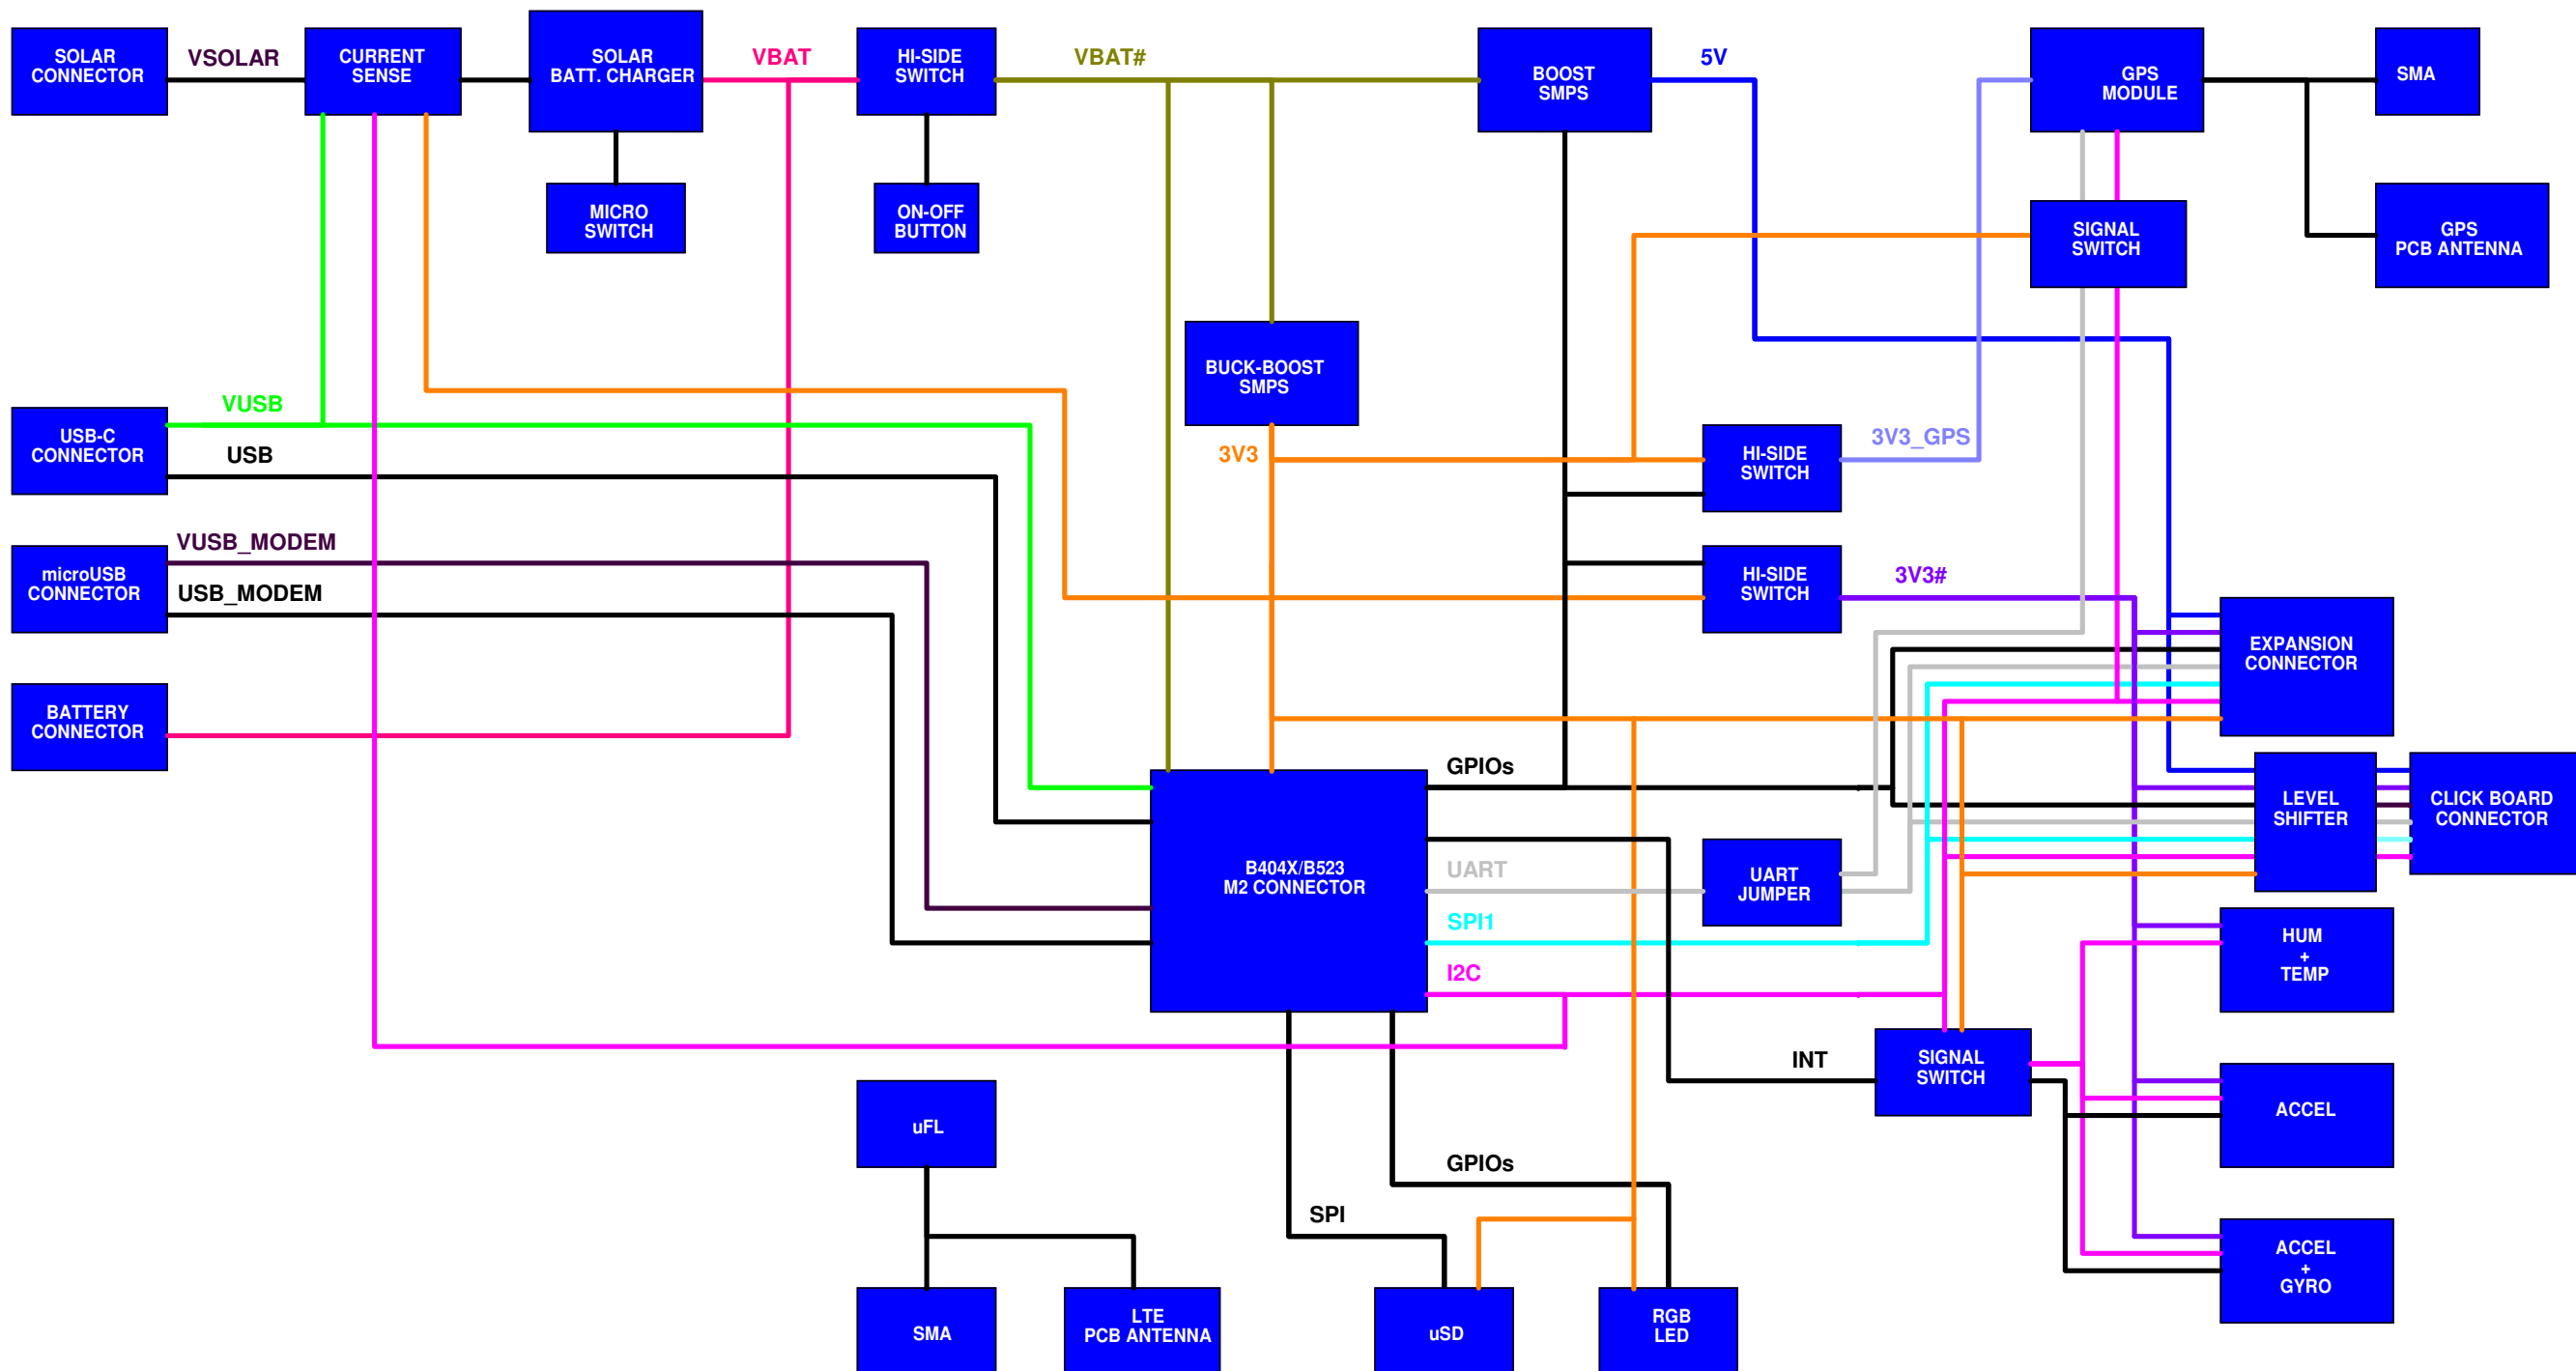 SOLAR
CONNECTOR
VSOLAR
CURRENT
SENSE
SOLAR
BATT. CHARGER
VBAT
HI-SIDE
SWITCH
VBAT#
BOOST
SMPS
5V
GPS
MODULE
SMA
MICRO
SWITCH
ON-OFF
BUTTON
SIGNAL
SWITCH
GPS
PCB ANTENNA
BUCK-BOOST
SMPS
VUSB
USB-C
CONNECTOR
USB
3V3
HI-SIDE
SWITCH
3V3_GPS
VUSB_MODEM
microUSB
CONNECTOR
USB_MODEM
HI-SIDE
SWITCH
3V3#
EXPANSION
CONNECTOR
BATTERY
CONNECTOR
GPIOs
LEVEL
SHIFTER
CLICK BOARD
CONNECTOR
B404X/B523
M2 CONNECTOR
UART
UART
JUMPER
SPI1
HUM
+
TEMP
I2C
INT
SIGNAL
SWITCH
ACCEL
uFL
GPIOs
SPI
ACCEL
+
GYRO
SMA
LTE
PCB ANTENNA
uSD
RGB
LED